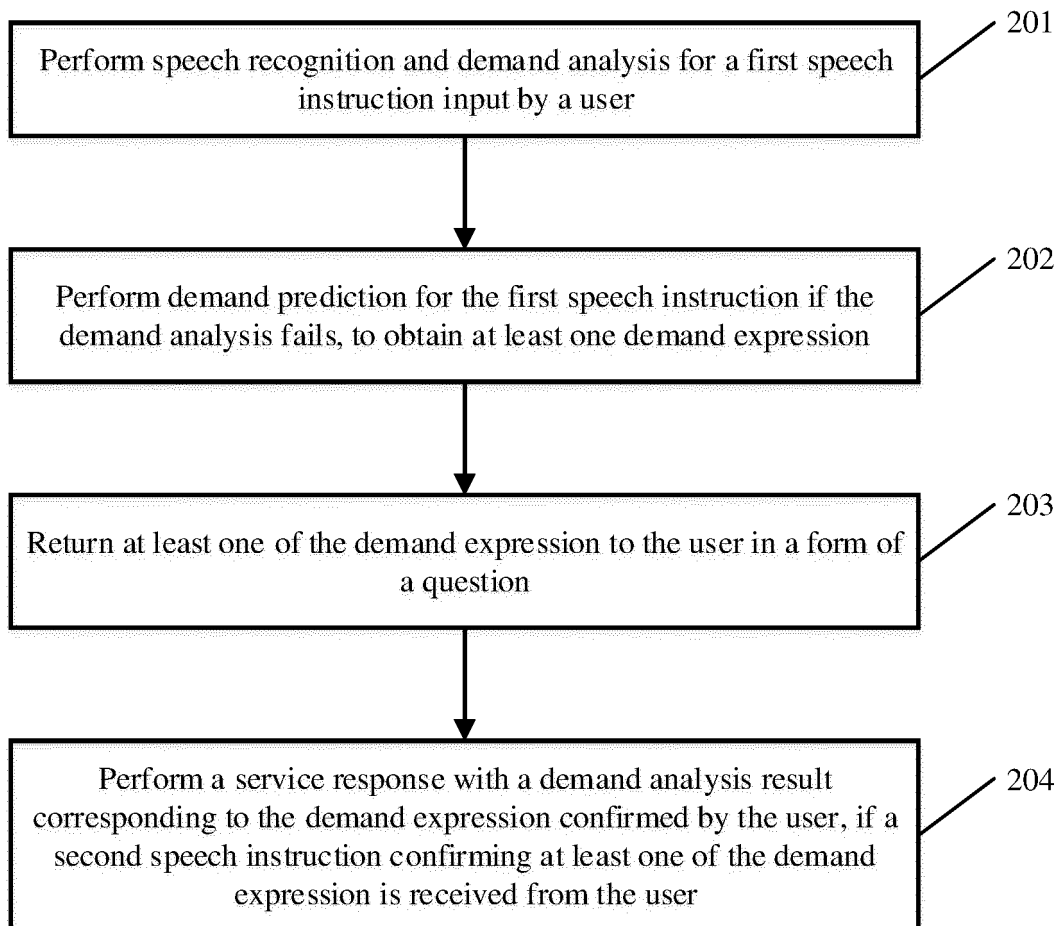 201
Perform speech recognition and demand analysis for a first speech
instruction input by a user
202
Perform demand prediction for the first speech instruction if the
demand analysis fails, to obtain at least one demand expression
203
Return at least one of the demand expression to the user in a form of
a question
204
Perform a service response with a demand analysis result
corresponding to the demand expression confirmed by the user, if a
second speech instruction confirming at least one of the demand
expression is received from the user